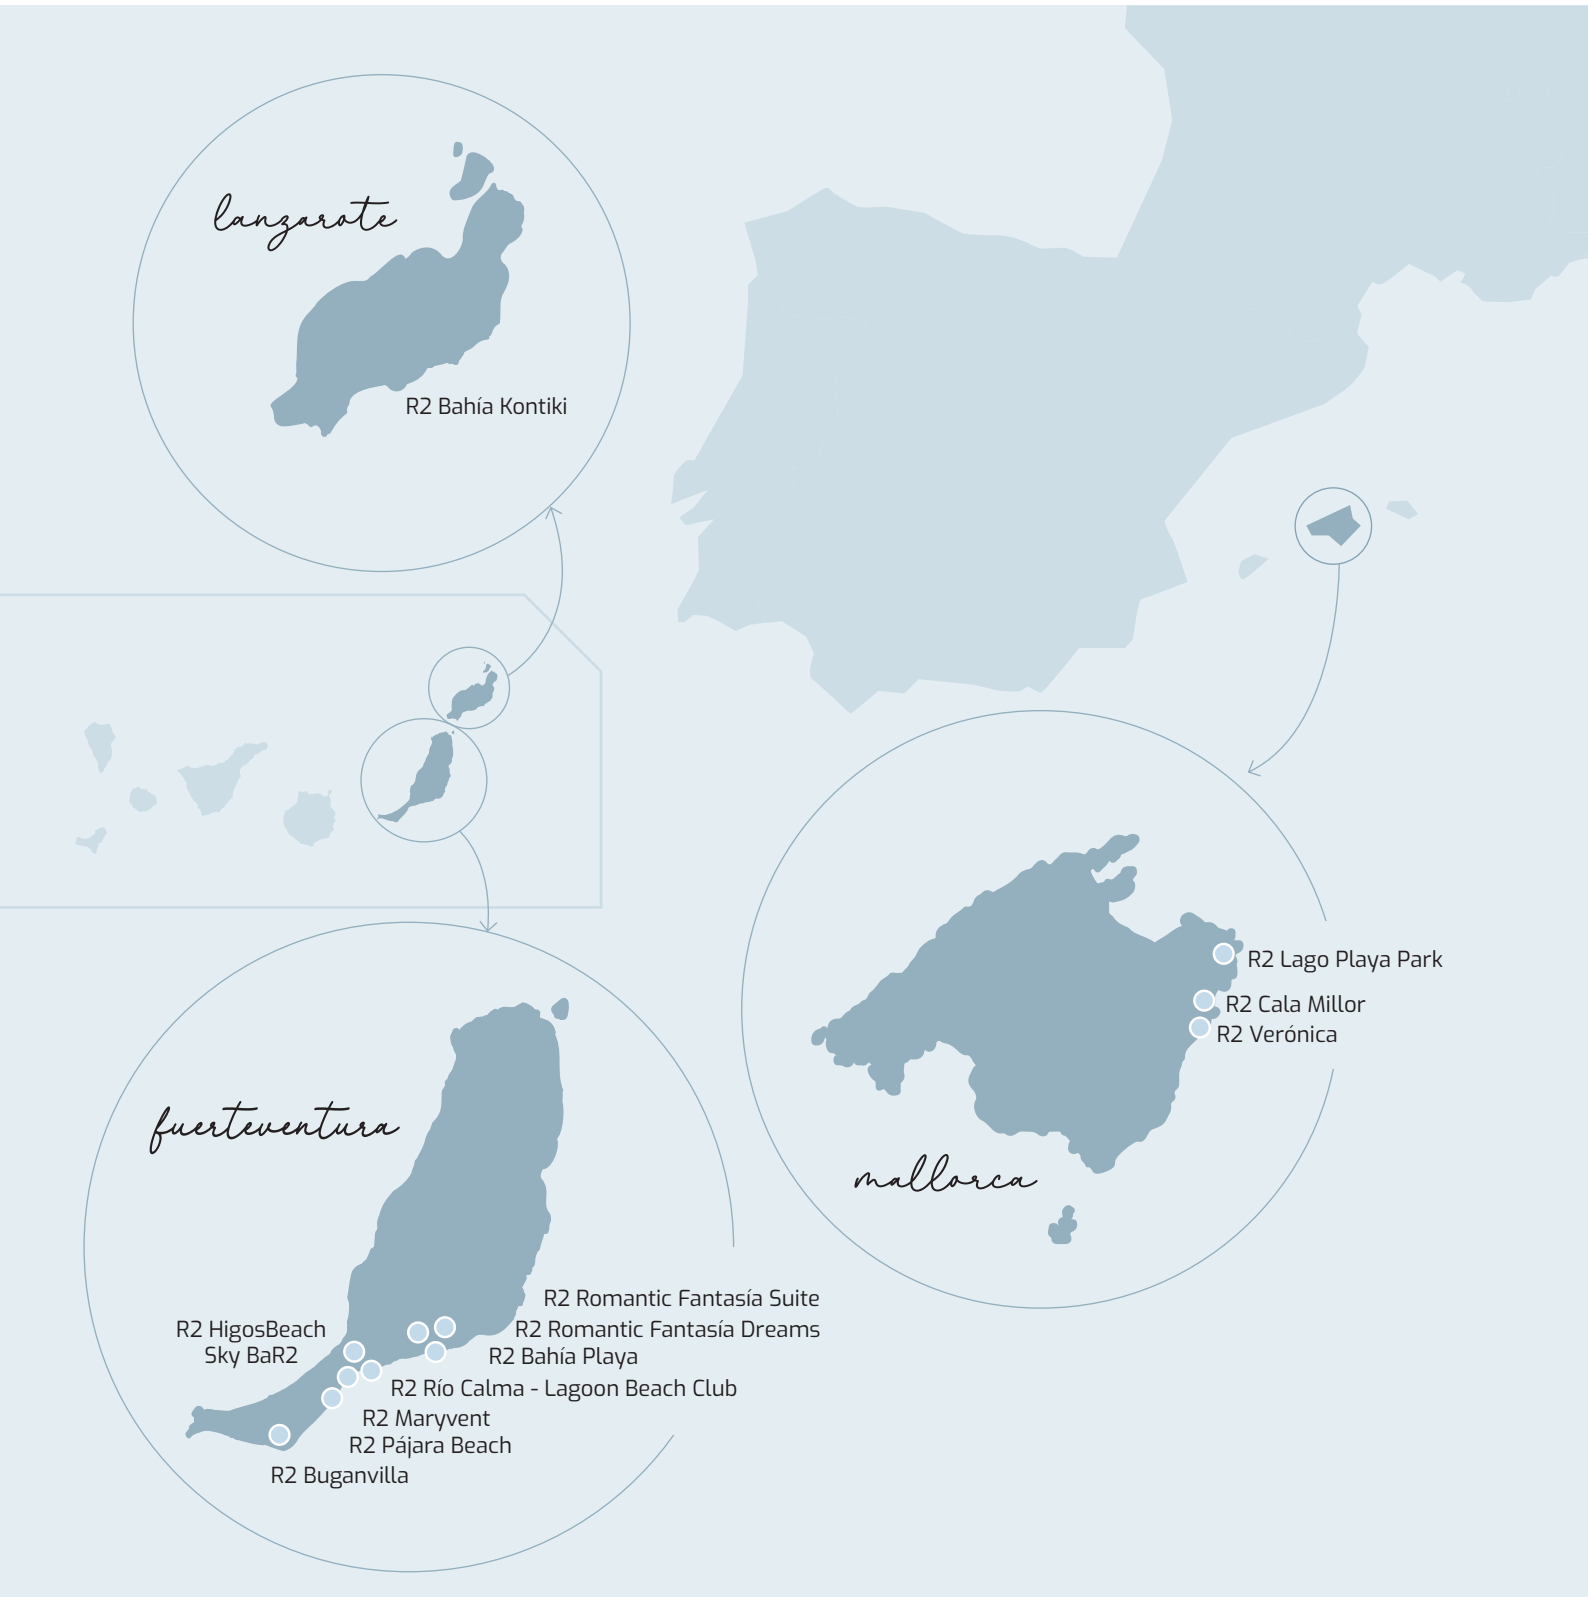 lanzarote
R2 Bahía Kontiki
R2 Lago Playa Park
R2 Cala Millor
R2 Verónica
mallorca
fuerteventura
R2 Romantic Fantasía Suite
R2 HigosBeach
Sky BaR2
R2 Romantic Fantasía Dreams
R2 Bahía Playa
R2 Río Calma - Lagoon Beach Club
R2 Maryvent
R2 Pájara Beach
R2 Buganvilla